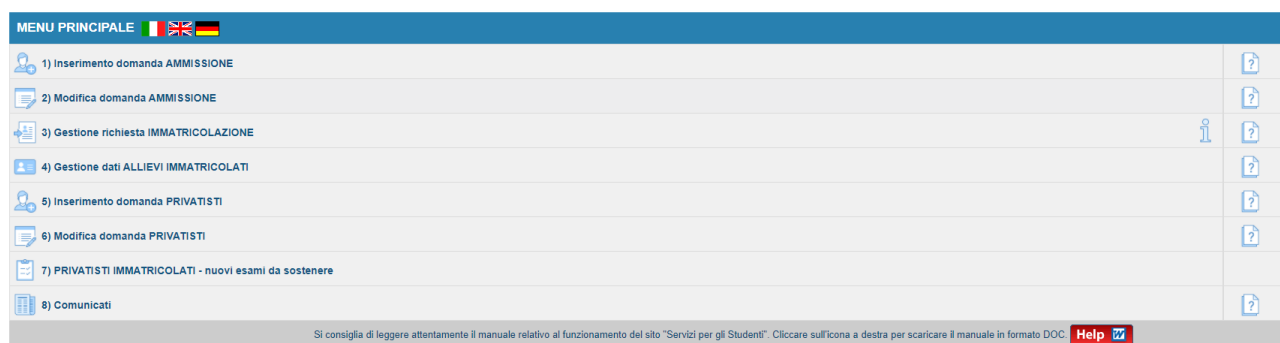 MENU PRINCIPALE
1) Inserimento domanda AMMISSIONE
2) Modifica domanda AMMISSIONE
3) Gestione richiesta IMMATRICOLAZIONE
4) Gestione dati ALLIEVI IMMATRICOLATI
5) Inserimento domanda PRIVATISTI
6) Modifica domanda PRIVATISTI
7) PRIVATISTI IMMATRICOLATI - nuovi esami da sostenere
8) Comunicati
Si consiglia di leggere attentamente il manuale relativo al funzionamento del sito "Servizi per gli Studenti". Cliccare sull'icona a destra per scaricare il manuale in formato DOC. Help W